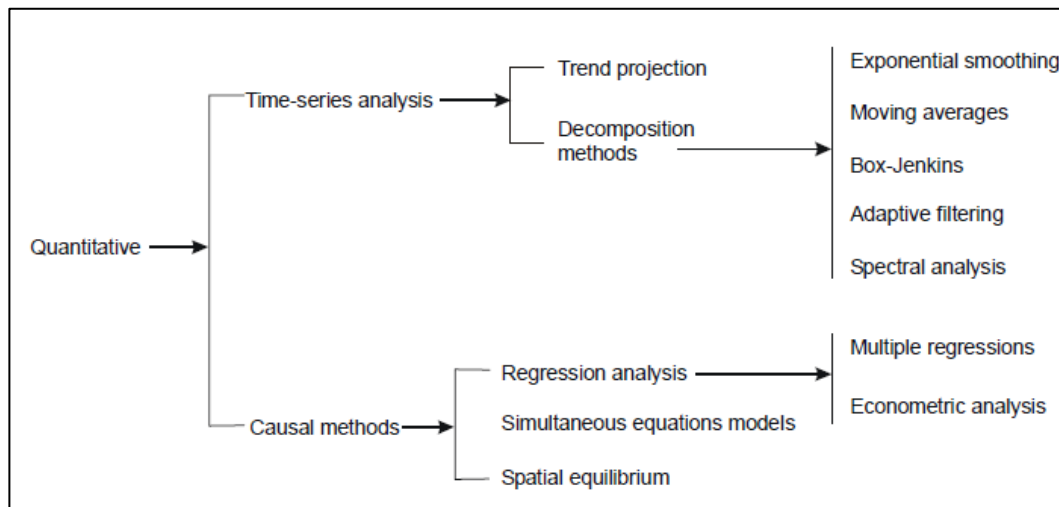 Quantitative
Time-series analysis
Trend projection
Decomposition
methods
Exponential smoothing
Moving averages
Box-Jenkins
Adaptive filtering
Spectral analysis
Causal methods
Regression analysis
Simultaneous equations models
Spatial equilibrium
Multiple regressions
Econometric analysis